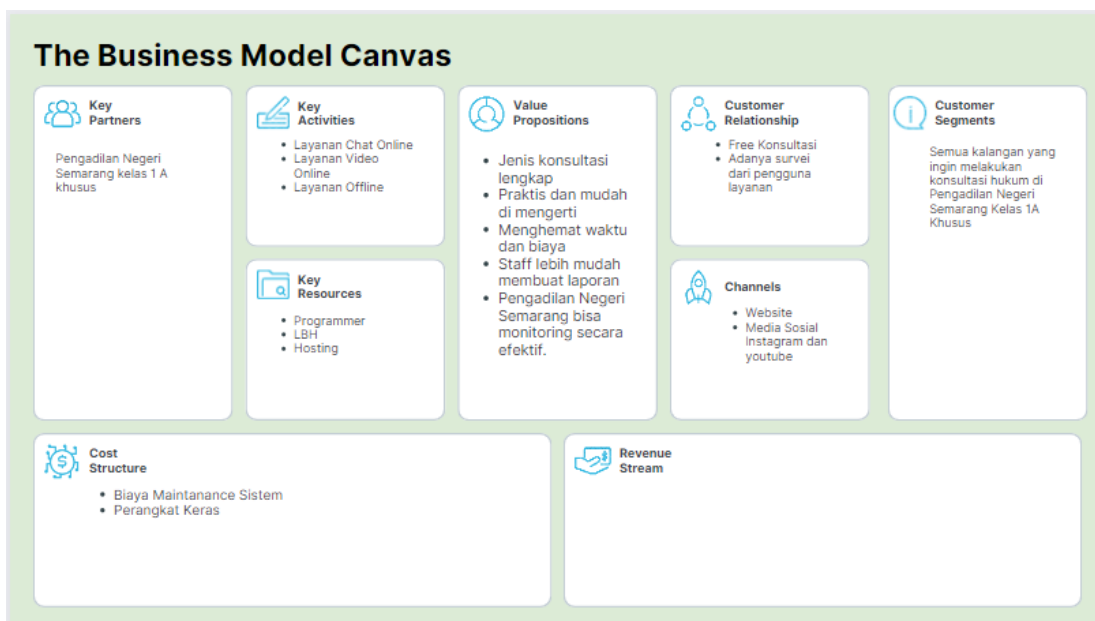 The Business Model Canvas
Key
Partners
Pengadilan Negeri
Semarang kelas 1 A
khusus
Key
Activities
• Layanan Chat Online
• Layanan Video
Online
• Layanan Offline
Key
Resources
• Programmer
• LBH
• Hosting
Value
Propositions
• Jenis konsultasi
lengkap
• Praktis dan mudah
di mengerti
• Menghemat waktu
dan biaya
• Staff lebih mudah
membuat laporan
• Pengadilan Negeri
Semarang bisa
monitoring secara
efektif.
Customer
Relationship
• Free Konsultasi
• Adanya survei
dari pengguna
layanan
Channels
• Website
• Media Sosial
Instagram dan
youtube
Customer
Segments
Semua kalangan yang
ingin melakukan
konsultasi hukum di
Pengadilan Negeri
Semarang Kelas 1A
Khusus
Cost
Structure
• Biaya Maintanance Sistem
• Perangkat Keras
Revenue
Stream